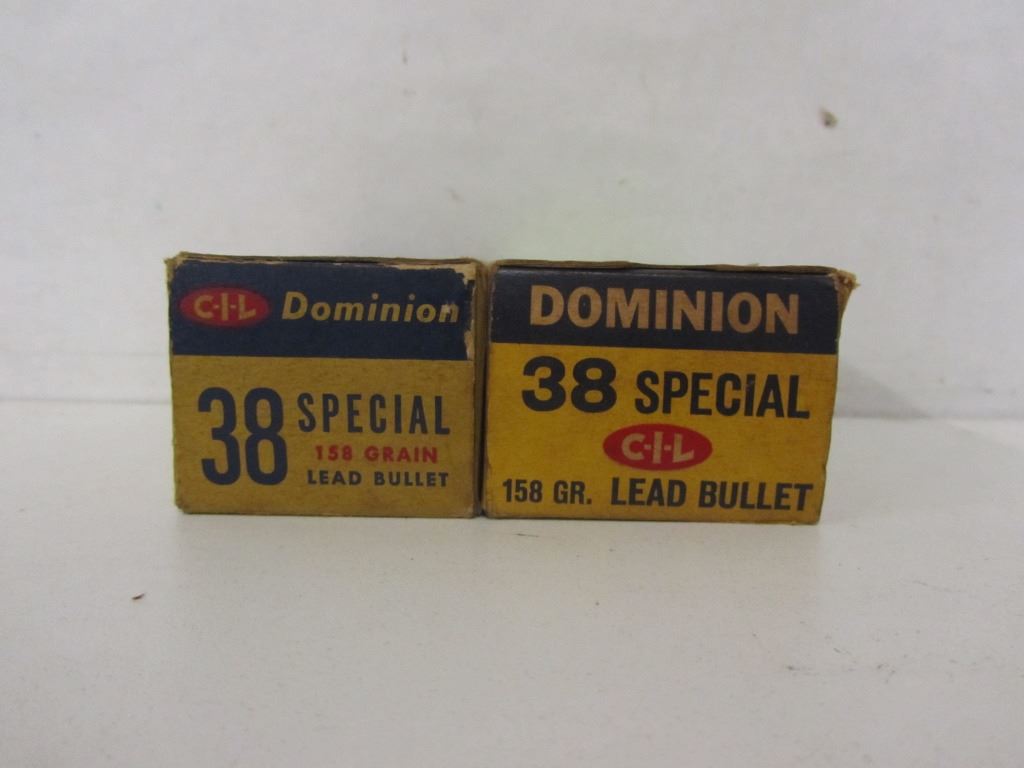 C-I-L Dominion
38 SPECIAL
158 GRAIN
LEAD BULLET
DOMINION
38 SPECIAL
C-I-L
158 GR. LEAD BULLET